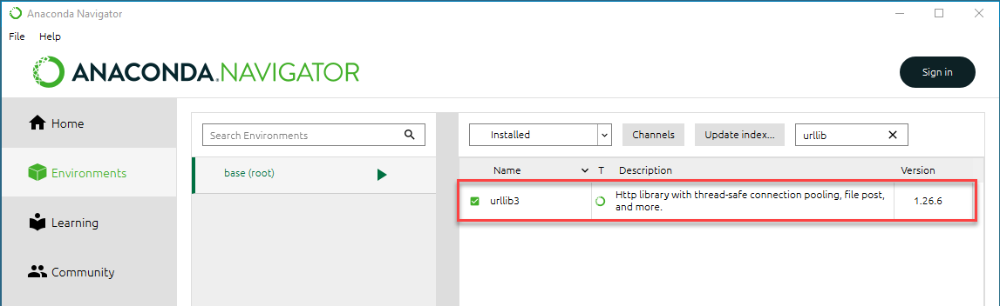 Anaconda Navigator
File Help
ANACONDA.NAVIGATOR
Sign in
Home
Environments
Learning
Community
Search Environments
base (root)
Installed
Channels
Update index...
urllib
Name T Description Version
urllib3 Http library with thread-safe connection pooling, file post, 1.26.6
and more.